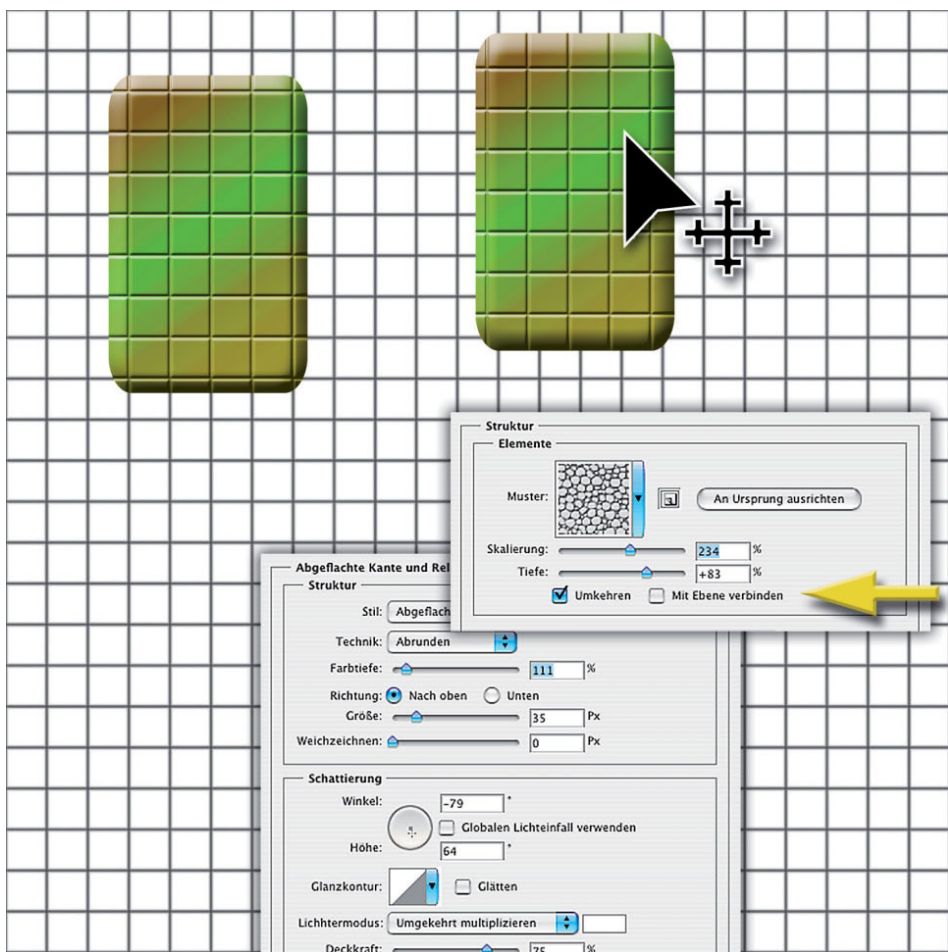 Struktur
Elemente
Muster:
An Ursprung ausrichten
Skalierung: 234 %
Tiefe: +83 %
Umkehren Mit Ebene verbinden
Abgeflachte Kante und Rel
Struktur
Stil: Abgeflach
Technik: Abrunden
Farbtiefe: 111 %
Richtung: Nach oben Unten
Größe: 35 Px
Weichzeichnen: 0 Px
Schattierung
Winkel: -79 °
Globalen Lichteinfall verwenden
Höhe: 64 °
Glanzkontur: Glätten
Lichhtermodus: Umgekehrt multiplizieren
Deckkraft: 75 %